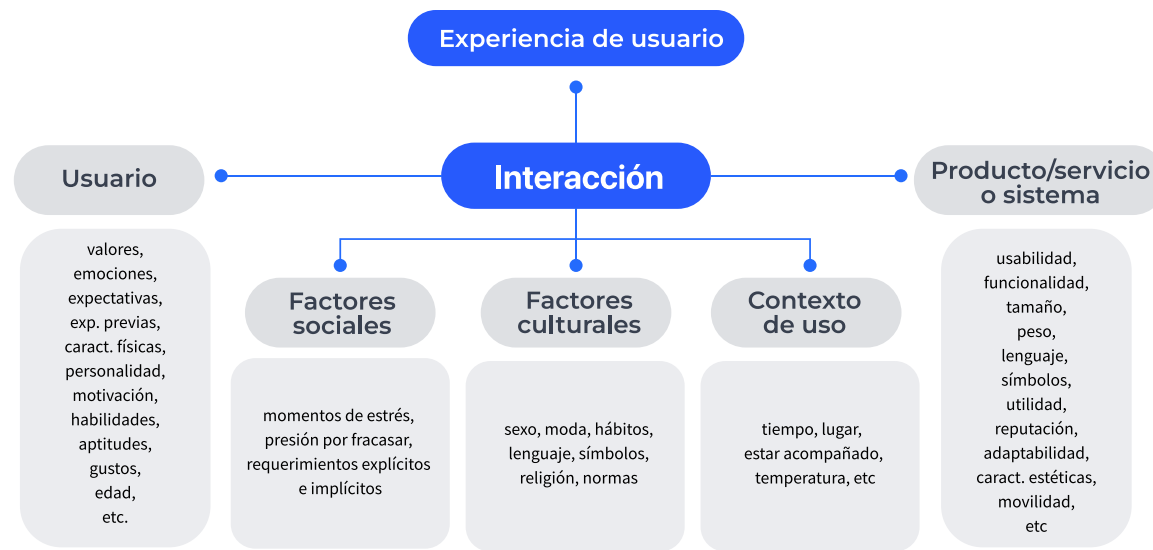 Experiencia de usuario
Interacción
Usuario
valores,
emociones,
expectativas,
exp. previas,
caract. físicas,
personalidad,
motivación,
habilidades,
aptitudes,
gustos,
edad,
etc.
Factores
sociales
momentos de estrés,
presión por fracasar,
requerimientos explícitos
e implícitos
Factores
culturales
sexo, moda, hábitos,
lenguaje, símbolos,
religión, normas
Contexto
de uso
tiempo, lugar,
estar acompañado,
temperatura, etc
Producto/servicio
o sistema
usabilidad,
funcionalidad,
tamaño,
peso,
lenguaje,
símbolos,
utilidad,
reputación,
adaptabilidad,
caract. estéticas,
movilidad,
etc